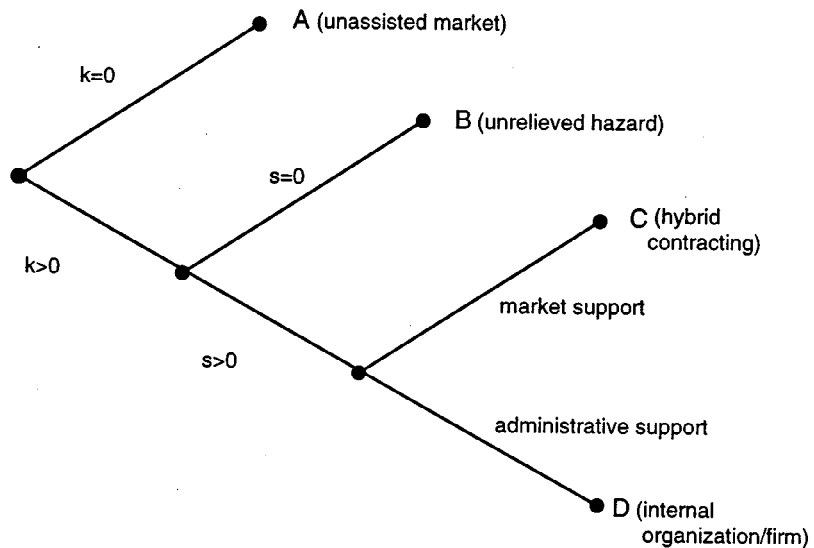 A (unassisted market)
k=0
B (unrelieved hazard)
s=0
C (hybrid
contracting)
k>0
market support
s>0
administrative support
D (internal
organization/firm)